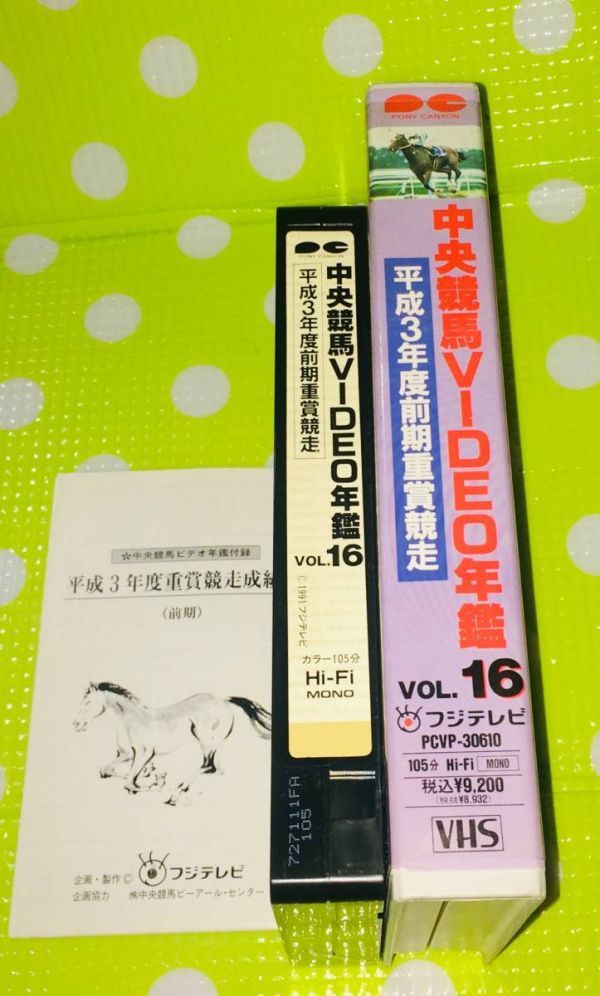 ☆中央競馬ビデオ年鑑付録
平成3年度重賞競走成
(前期)
企画・製作© フジテレビ
企画協力 ㈱中央競馬ピーアール・センター
PONY CANYON
中央競馬VIDEO年鑑
平成3年度前期重賞競走
VOL.16
©1991フジテレビ
カラー105分
Hi-Fi
MONO
727111FA
105
PONY CANYON
中央競馬VIDEO年鑑
平成3年度前期重賞競走
VOL.16
フジテレビ
PCVP-30610
105分 Hi-Fi MONO
税込¥9,200
(税抜¥8,932)
VHS